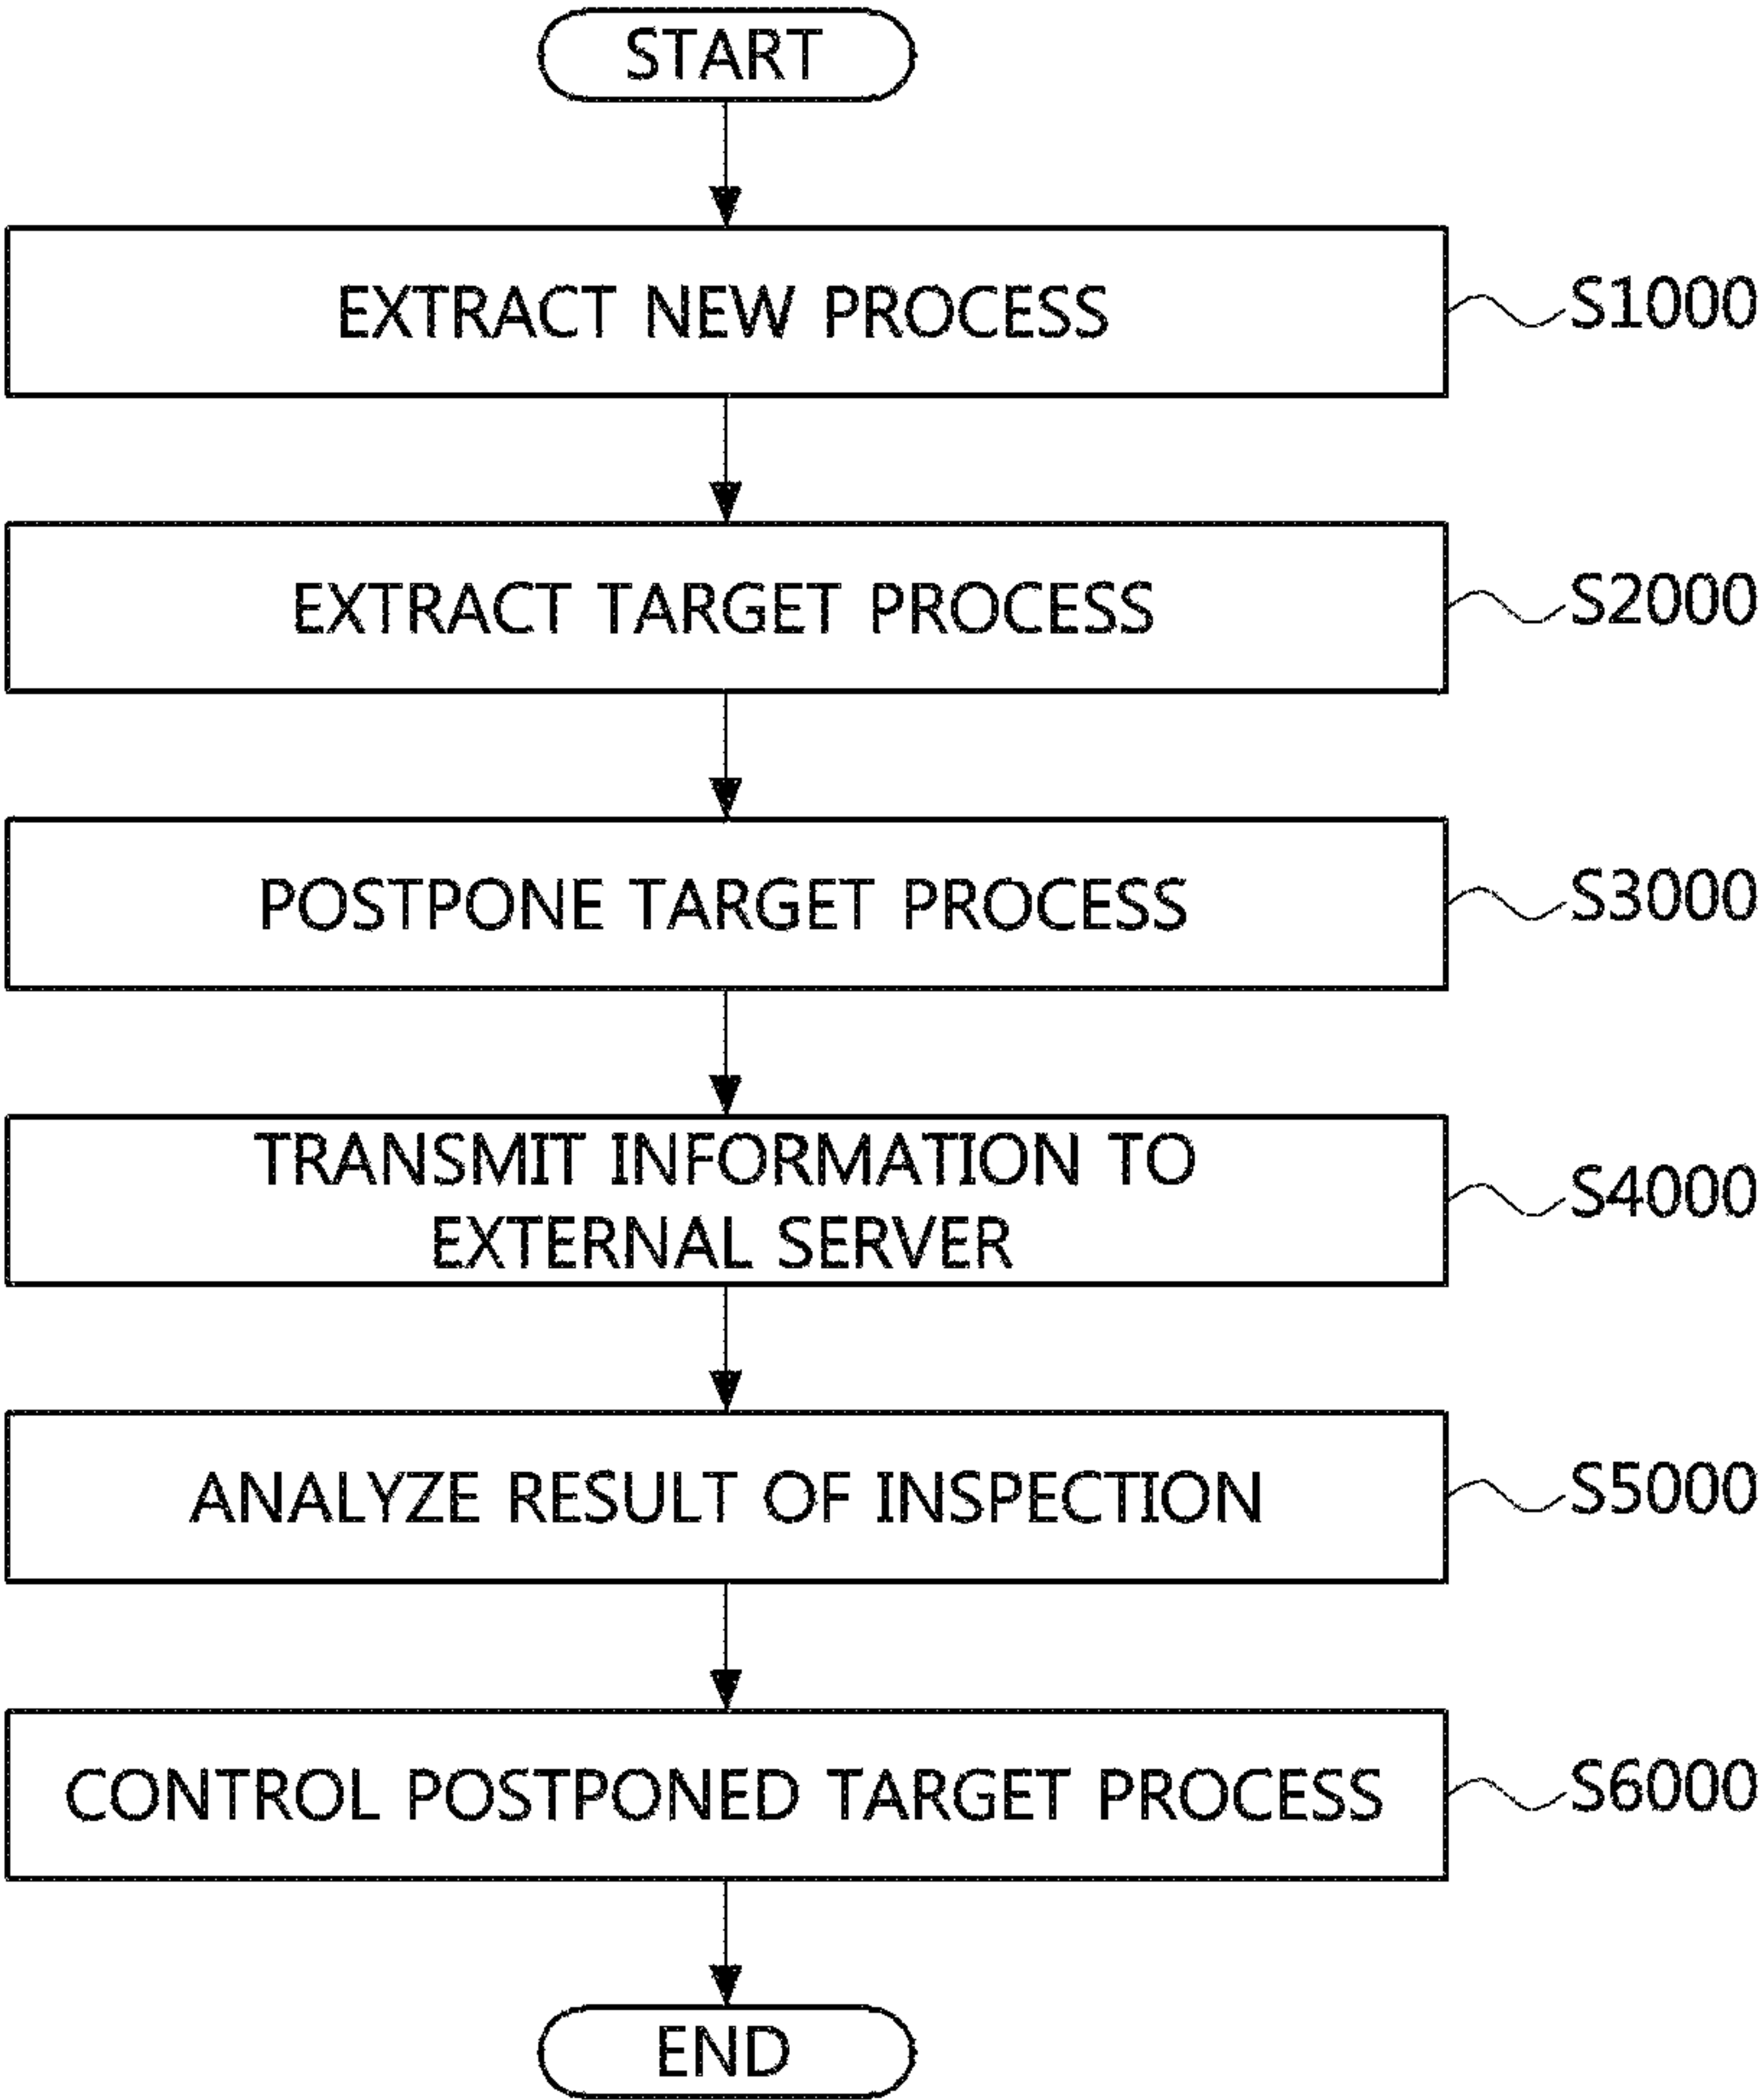 START
EXTRACT NEW PROCESS
S1000
EXTRACT TARGET PROCESS
S2000
POSTPONE TARGET PROCESS
S3000
TRANSMIT INFORMATION TO
EXTERNAL SERVER
S4000
ANALYZE RESULT OF INSPECTION
S5000
CONTROL POSTPONED TARGET PROCESS
S6000
END